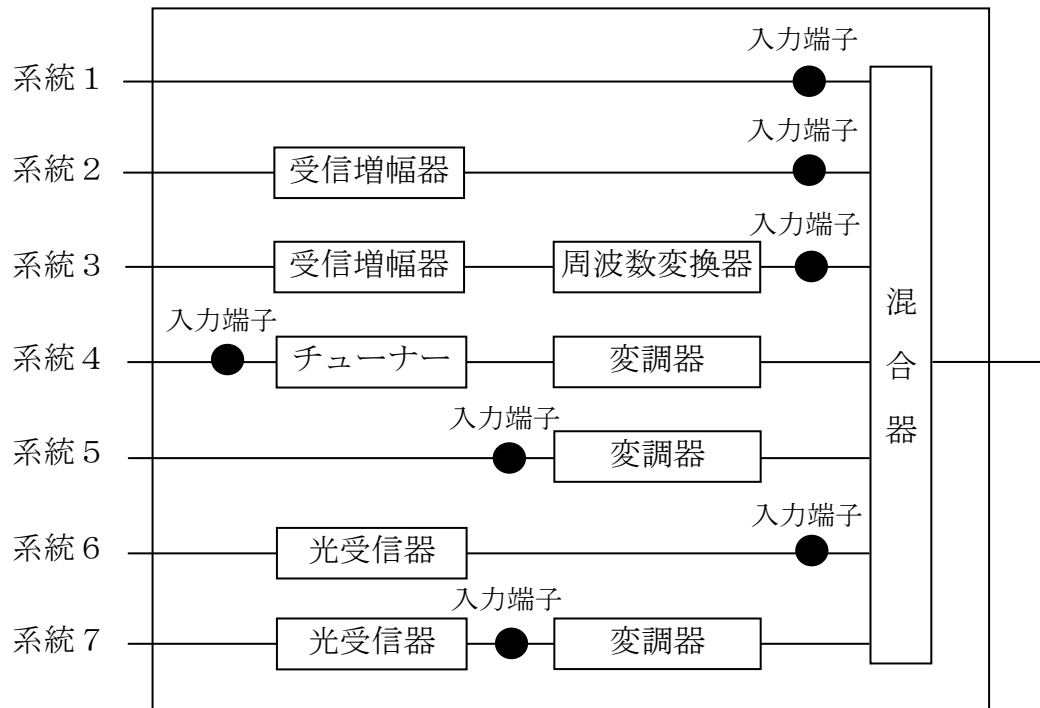 入力端子
系統1
入力端子
系統2
受信増幅器
入力端子
系統3
受信増幅器
周波数変換器
入力端子
系統4
チューナー
変調器
混合器
入力端子
系統5
変調器
入力端子
系統6
光受信器
入力端子
系統7
光受信器
変調器